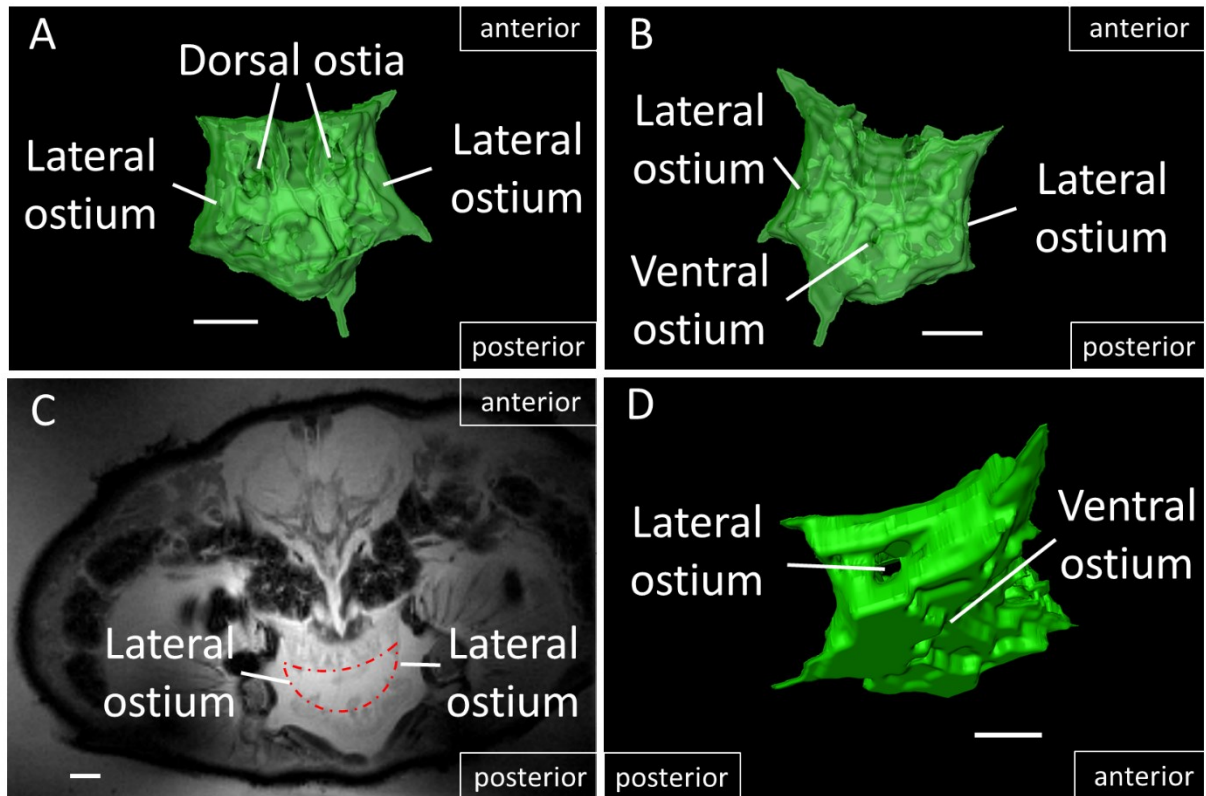 A
anterior
Dorsal ostia
Lateral
ostium
Lateral
ostium
posterior
B
anterior
Lateral
ostium
Lateral
ostium
Ventral
ostium
posterior
C
anterior
Lateral
ostium
Lateral
ostium
posterior
D
Lateral
ostium
Ventral
ostium
posterior
anterior